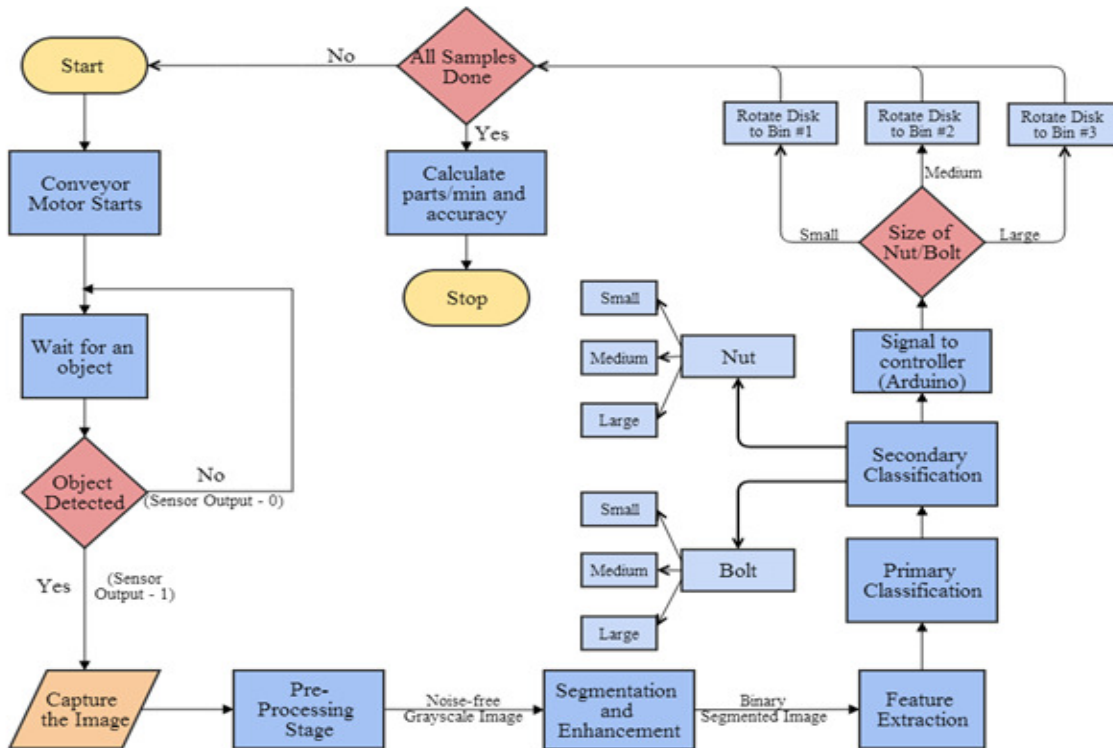 Start
No
All Samples
Done
Yes
Conveyor
Motor Starts
Calculate
parts/min and
accuracy
Stop
Rotate Disk
to Bin #1
Rotate Disk
to Bin #2
Rotate Disk
to Bin #3
Medium
Small
Size of
Nut/Bolt
Large
Wait for an
object
Object
Detected
No
(Sensor Output - 0)
Yes
(Sensor
Output - 1)
Small
Medium
Large
Nut
Small
Medium
Large
Bolt
Signal to
controller
(Arduino)
Secondary
Classification
Primary
Classification
Capture
the Image
Pre-
Processing
Stage
Noise-free
Grayscale Image
Segmentation
and
Enhancement
Binary
Segmented Image
Feature
Extraction